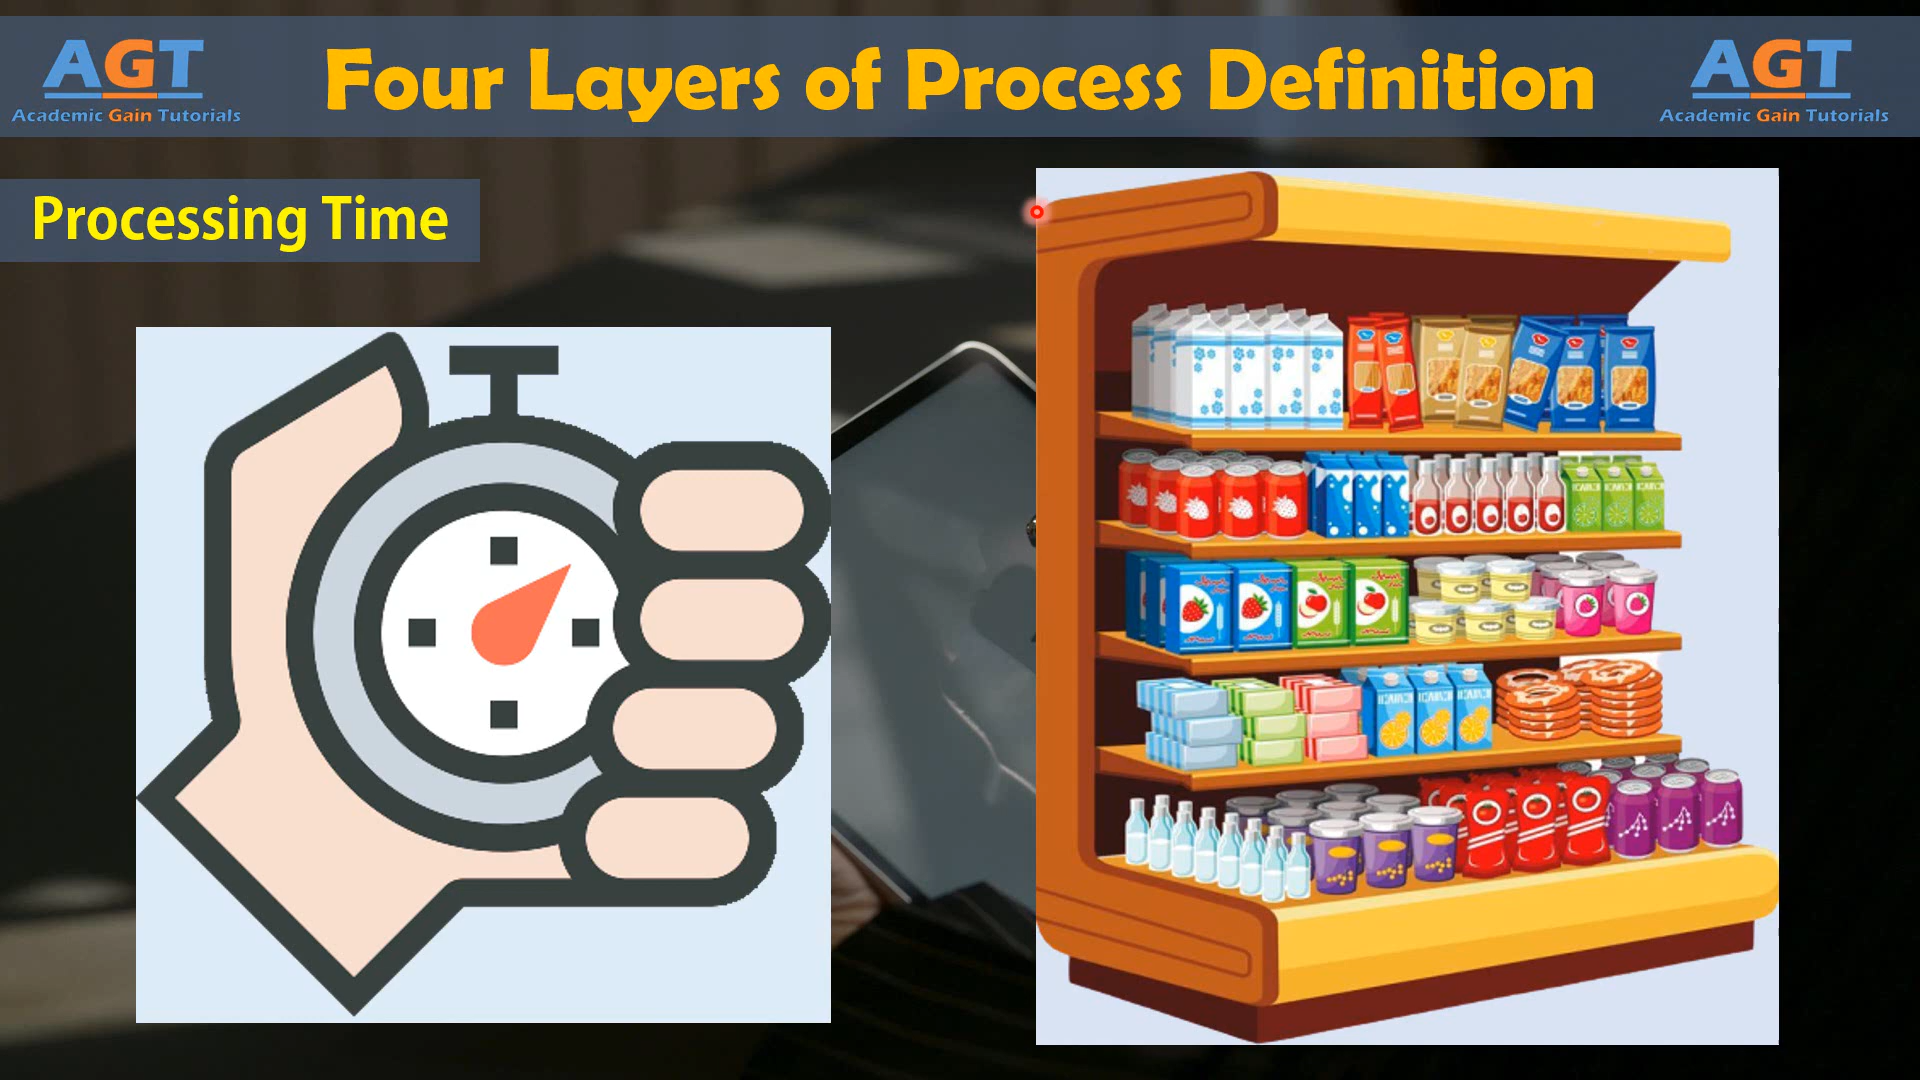 AGT
Academic Gain Tutorials
Four Layers of Process Definition
AGT
Academic Gain Tutorials
Processing Time